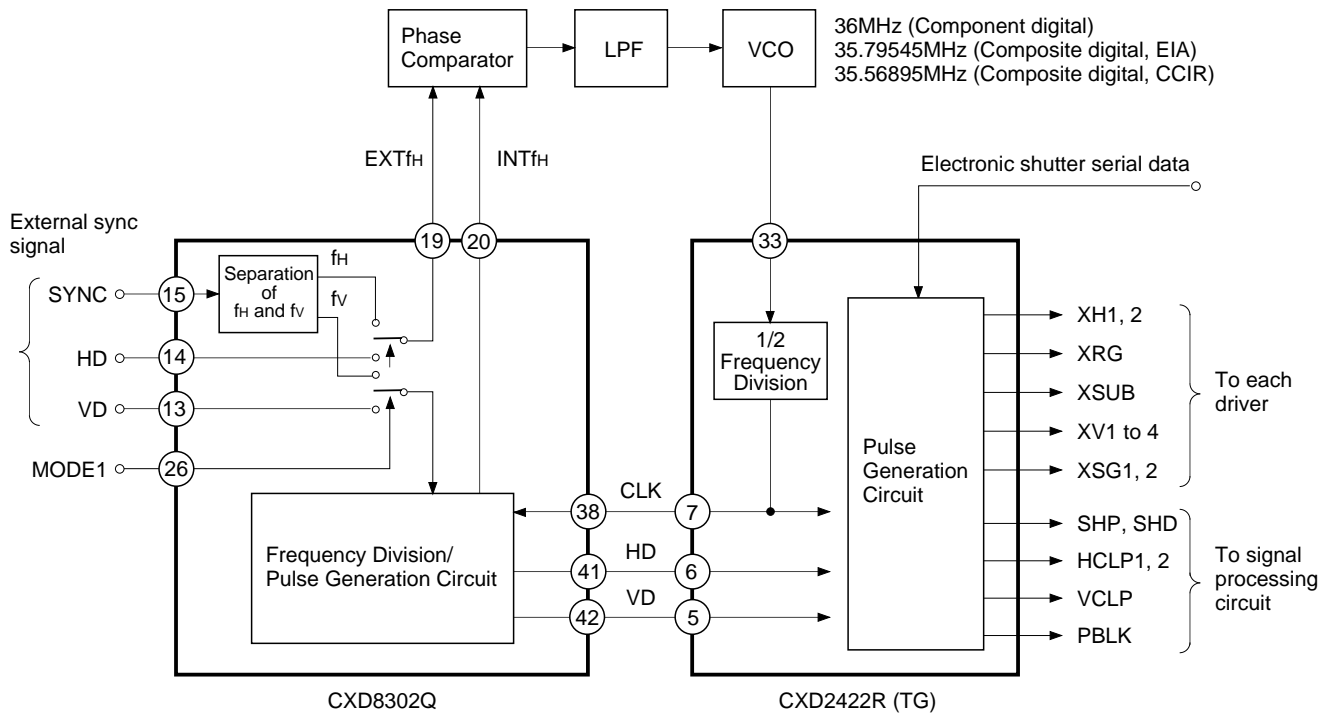 Phase
Comparator
LPF
VCO
36MHz (Component digital)
35.79545MHz (Composite digital, EIA)
35.56895MHz (Composite digital, CCIR)
EXTfH
INTfH
Electronic shutter serial data
External sync
signal
19
20
33
SYNC
15
Separation
of
fH and fV
fH
fV
HD
14
VD
13
MODE1
26
1/2
Frequency
Division
Pulse
Generation
Circuit
XH1, 2
XRG
XSUB
XV1 to 4
XSG1, 2
To each
driver
SHP, SHD
HCLP1, 2
VCLP
PBLK
To signal
processing
circuit
Frequency Division/
Pulse Generation Circuit
38
CLK
7
41
HD
6
42
VD
5
CXD8302Q
CXD2422R (TG)